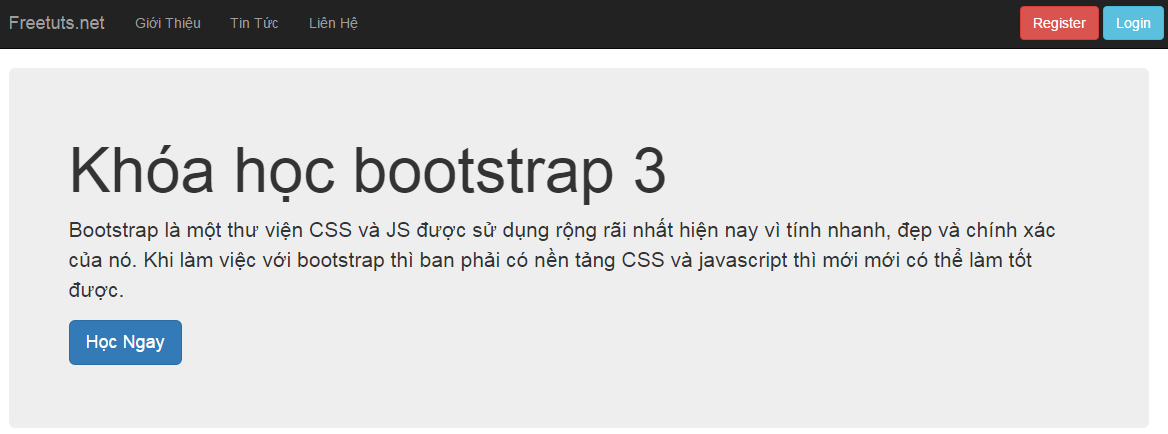 Freetuts.net Giới Thiệu Tin Tức Liên Hệ Register Login
Khóa học bootstrap 3
Bootstrap là một thư viện CSS và JS được sử dụng rộng rãi nhất hiện nay vì tính nhanh, đẹp và chính xác
của nó. Khi làm việc với bootstrap thì ban phải có nền tảng CSS và javascript thì mới mới có thể làm tốt
được.
Học Ngay